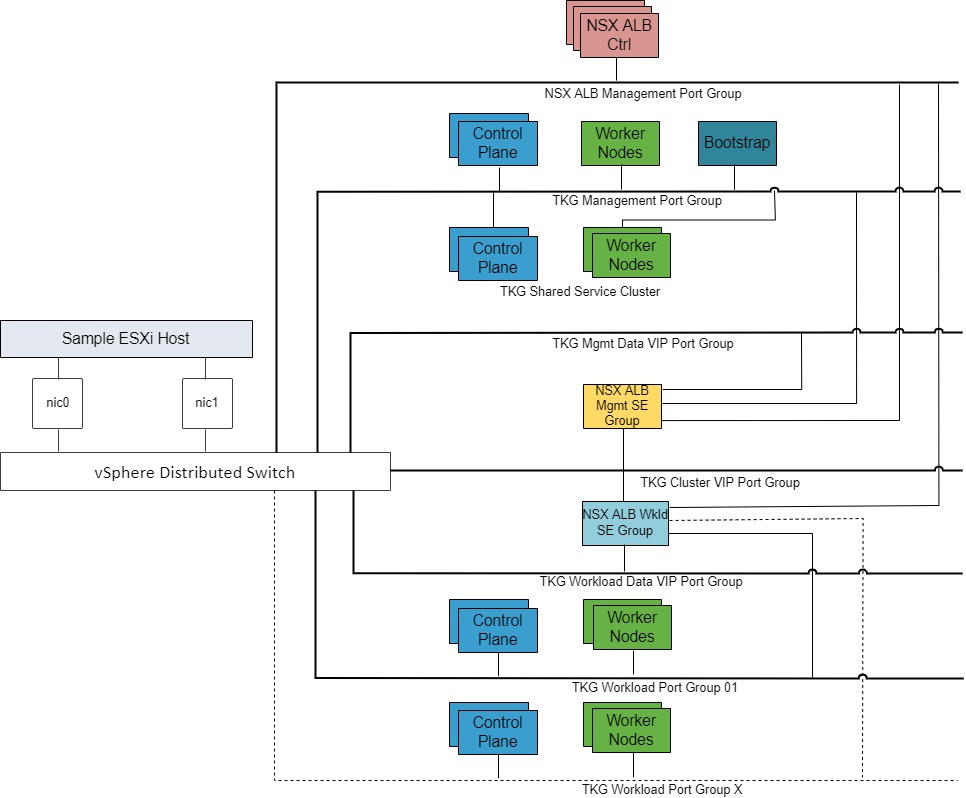 NSX ALB
Ctrl
NSX ALB Management Port Group
Control
Plane
Worker
Nodes
Bootstrap
TKG Management Port Group
Control
Plane
Worker
Nodes
TKG Shared Service Cluster
Sample ESXi Host
TKG Mgmt Data VIP Port Group
nic0
nic1
NSX ALB
Mgmt SE
Group
vSphere Distributed Switch
TKG Cluster VIP Port Group
NSX ALB Wkld
SE Group
TKG Workload Data VIP Port Group
Control
Plane
Worker
Nodes
TKG Workload Port Group 01
Control
Plane
Worker
Nodes
TKG Workload Port Group X